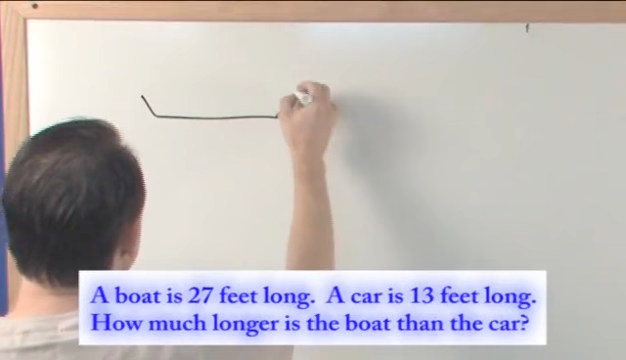 A boat is 27 feet long. A car is 13 feet long.
How much longer is the boat than the car?